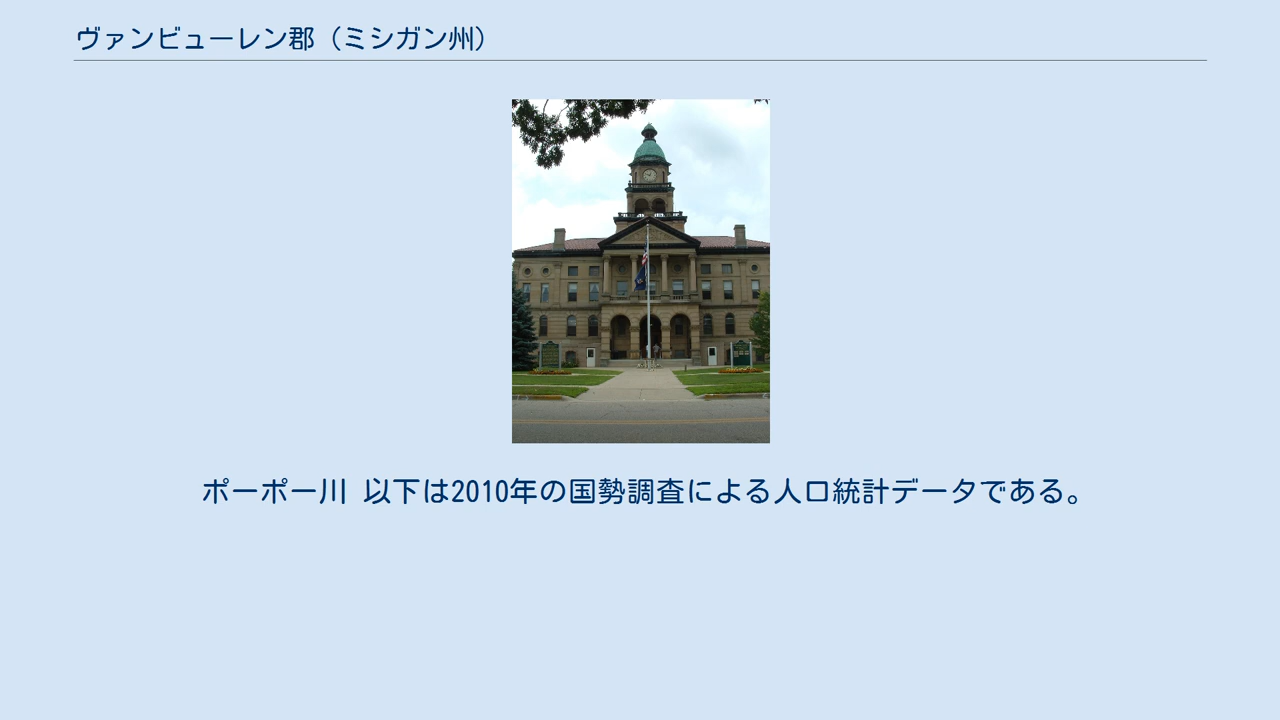 ヴァンビューレン郡（ミシガン州）
ポーポー川 以下は2010年の国勢調査による人口統計データである。